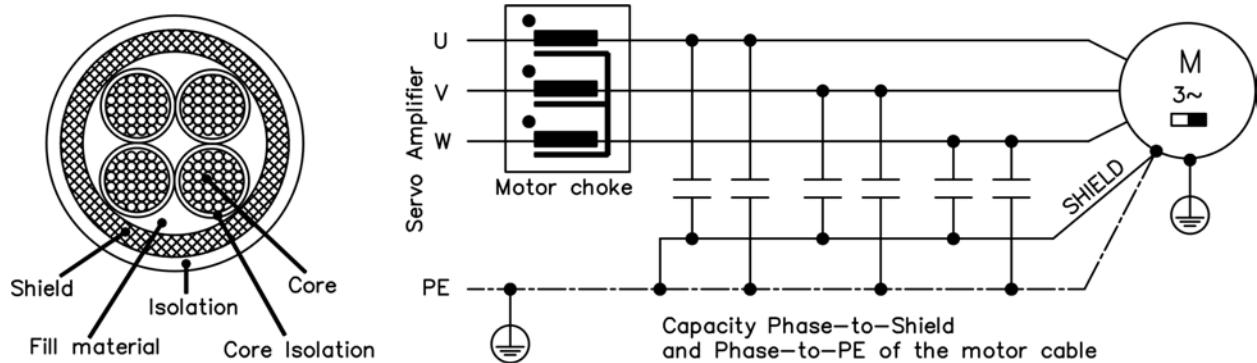 Shield
Isolation
Core
Fill material
Core Isolation
Servo Amplifier
U
V
W
Motor choke
M
3~
SHIELD
PE
Capacity Phase-to-Shield
and Phase-to-PE of the motor cable